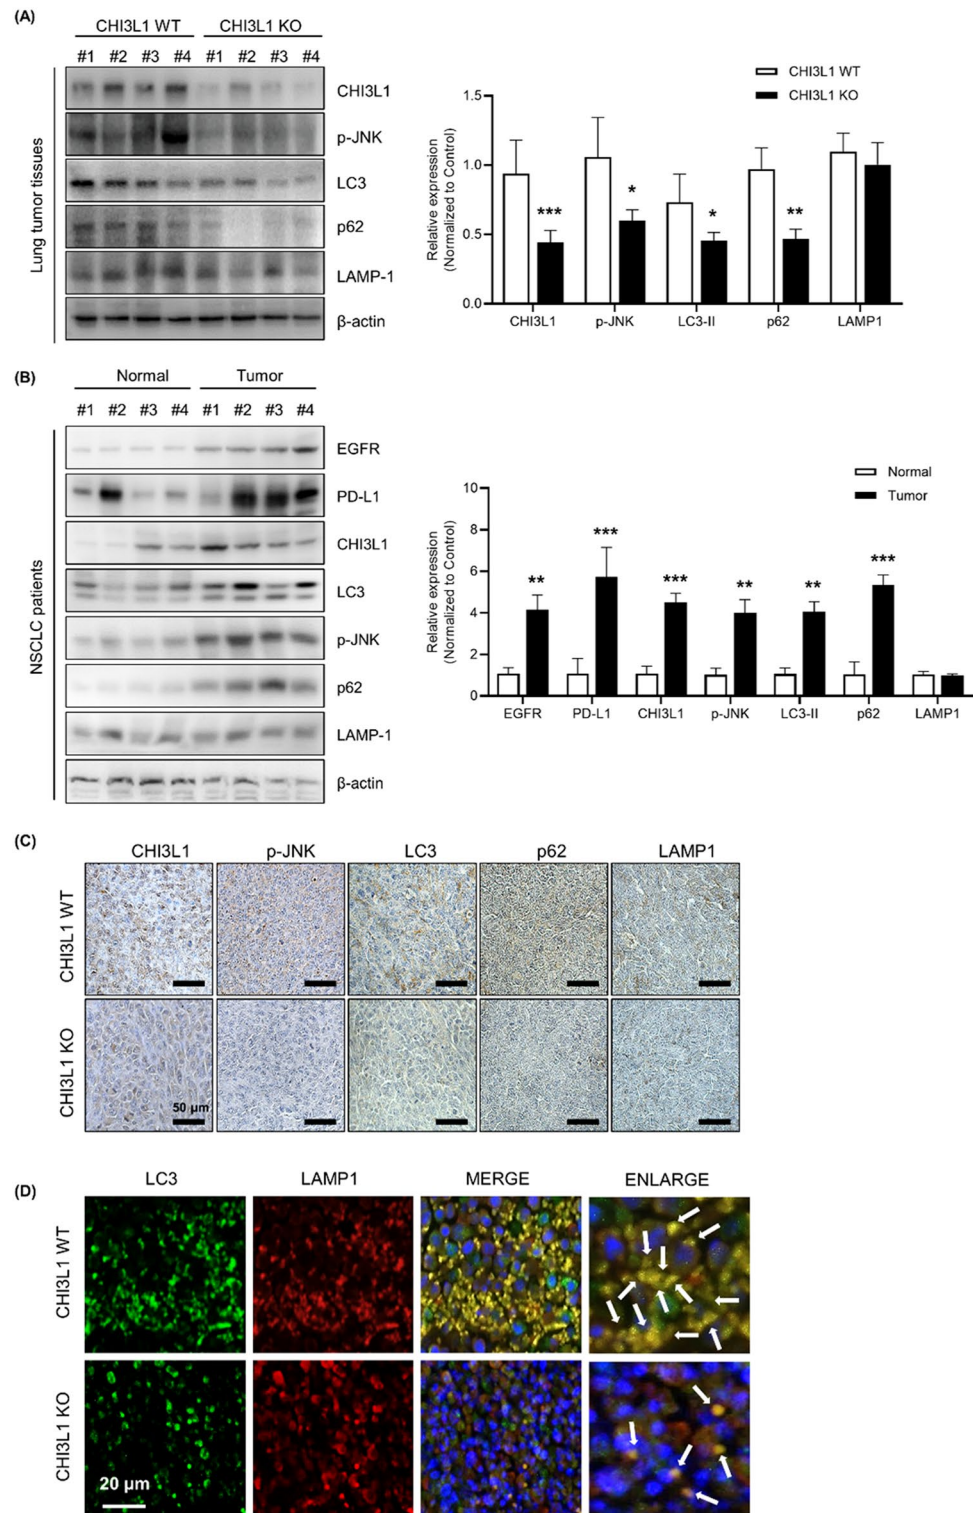 (A)
CHI3L1 WT CHI3L1 KO
#1 #2 #3 #4 #1 #2 #3 #4
Lung tumor tissues
CHI3L1
p-JNK
LC3
p62
LAMP-1
β-actin
CHI3L1 WT
CHI3L1 KO
Relative expression
(Normalized to Control)
1.5
1.0
0.5
0.0
***
*
*
**
CHI3L1 p-JNK LC3-II p62 LAMP1
(B)
Normal Tumor
#1 #2 #3 #4 #1 #2 #3 #4
NSCLC patients
EGFR
PD-L1
CHI3L1
LC3
p-JNK
p62
LAMP-1
β-actin
Normal
Tumor
Relative expression
(Normalized to Control)
10
8
6
4
2
0
**
***
***
**
**
***
EGFR PD-L1 CHI3L1 p-JNK LC3-II p62 LAMP1
(C)
CHI3L1 p-JNK LC3 p62 LAMP1
CHI3L1 WT
CHI3L1 KO
50 μm
(D)
LC3 LAMP1 MERGE ENLARGE
CHI3L1 WT
CHI3L1 KO
20 μm